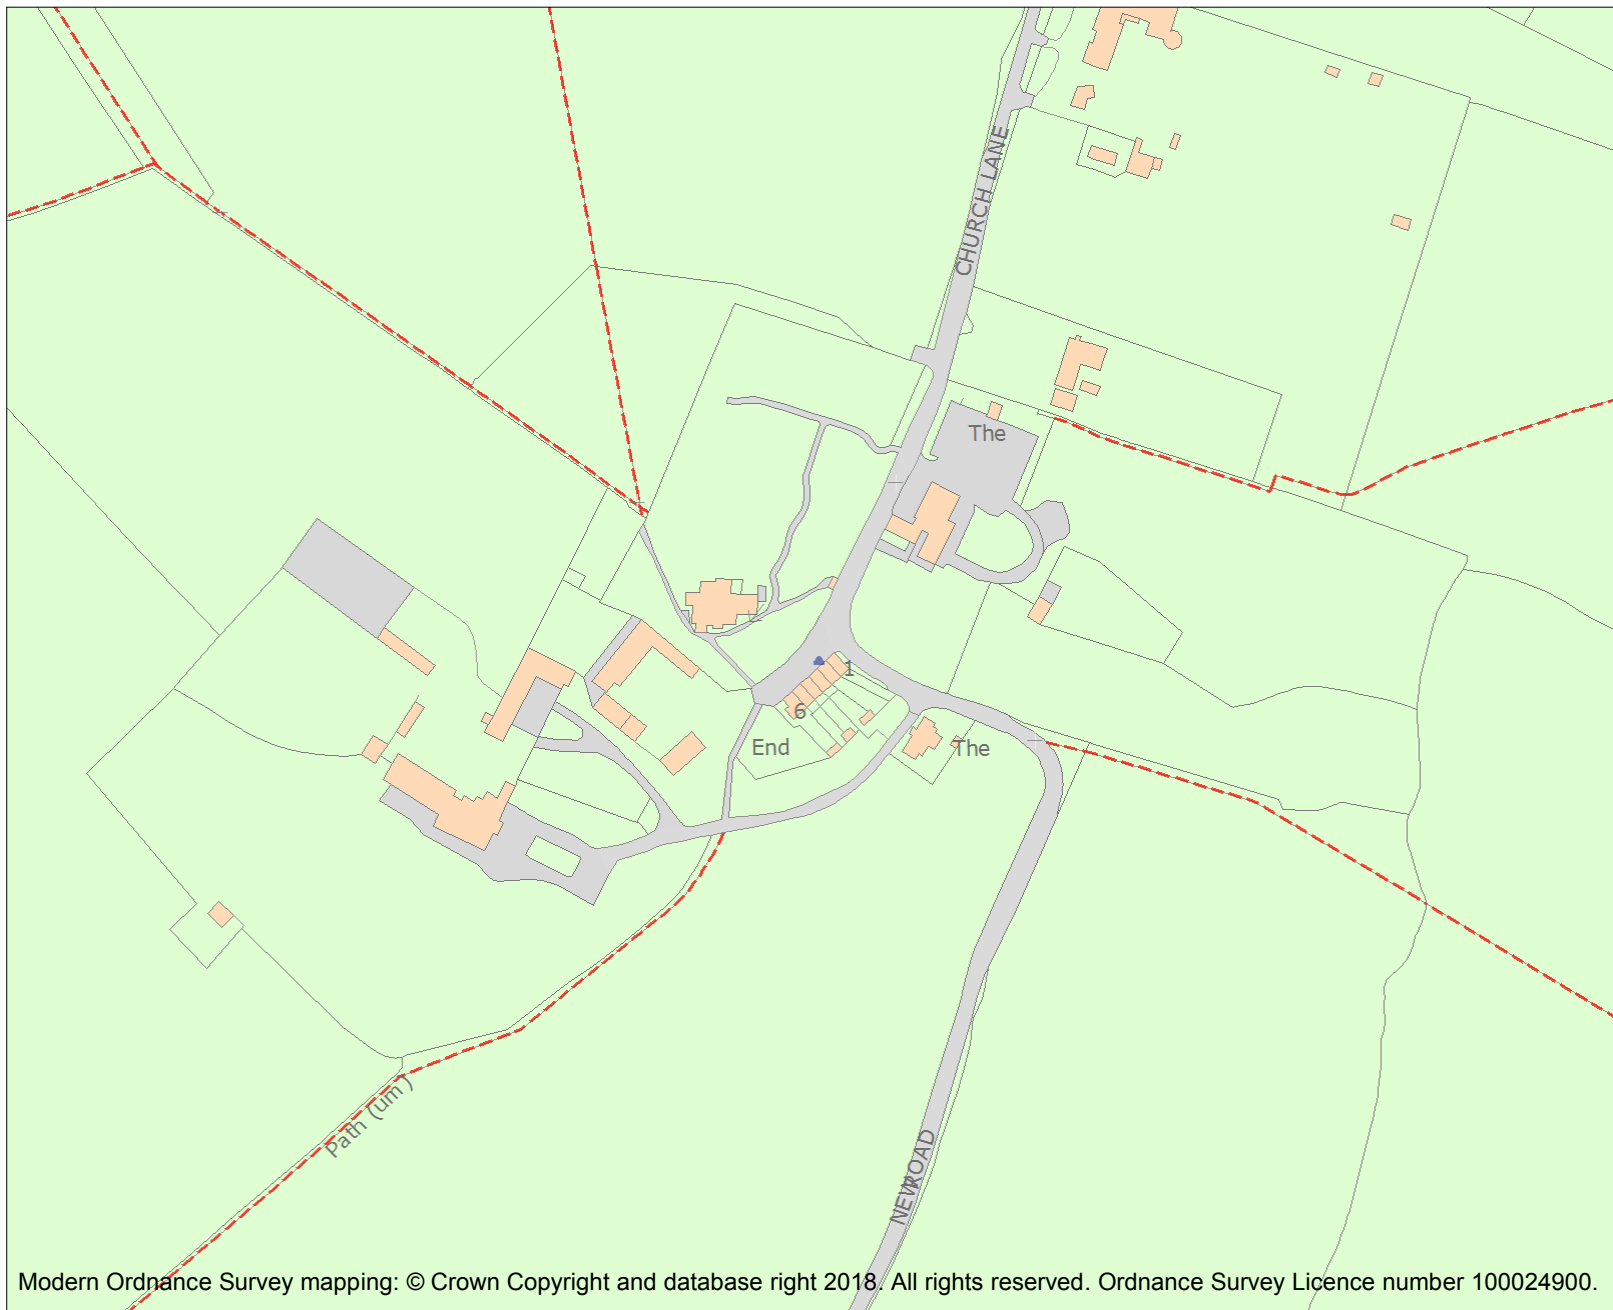 CHURCH LANE
The
1
6
End
The
Path (um)
NEW ROAD
Modern Ordnance Survey mapping: © Crown Copyright and database right 2018. All rights reserved. Ordnance Survey Licence number 100024900.